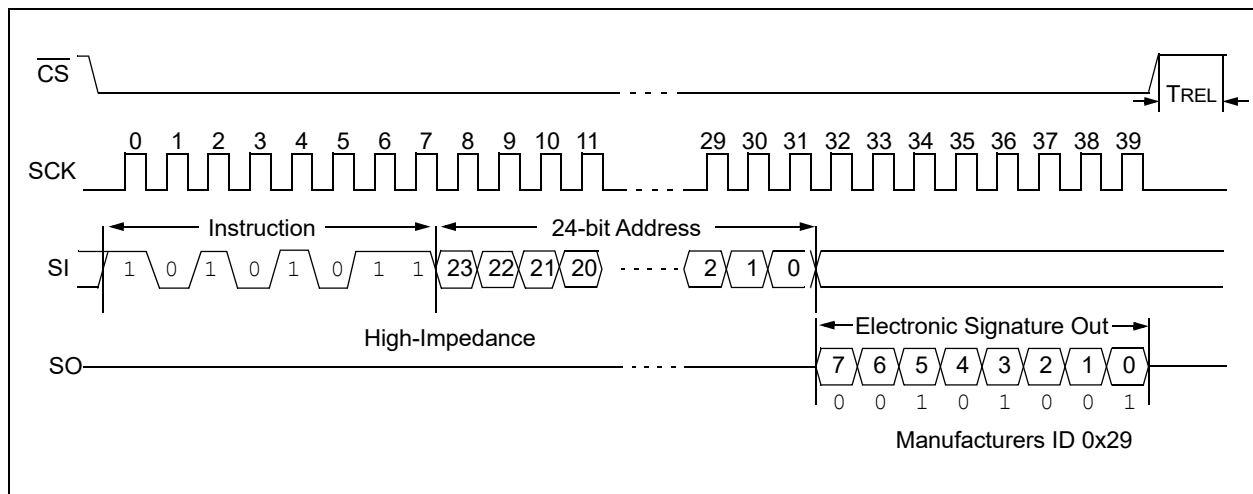 CS
TREL
0 1 2 3 4 5 6 7 8 9 10 11 29 30 31 32 33 34 35 36 37 38 39
SCK
Instruction 24-bit Address
SI 1 0 1 0 1 0 1 1 23 22 21 20 2 1 0
High-Impedance
Electronic Signature Out
SO 7 6 5 4 3 2 1 0
0 0 1 0 1 0 0 1
Manufacturers ID 0x29